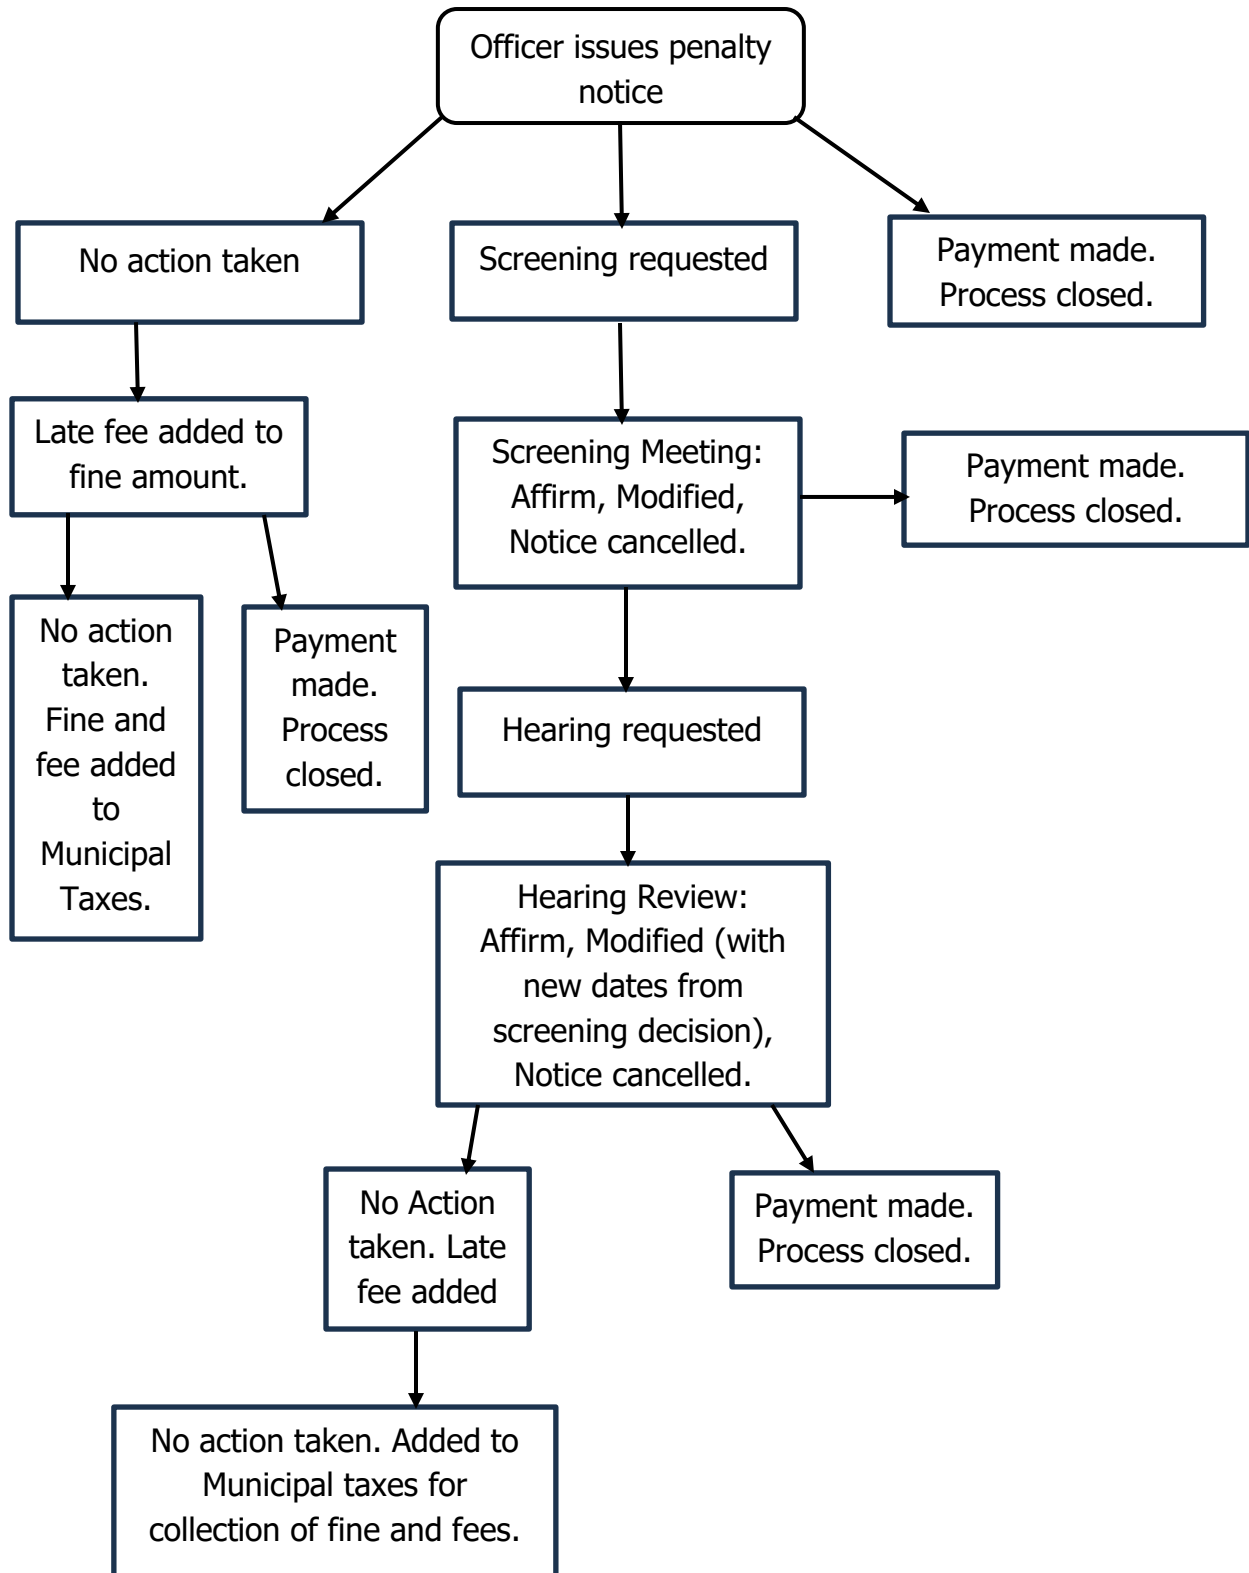 Officer issues penalty
notice
No action taken
Screening requested
Payment made.
Process closed.
Late fee added to
fine amount.
Screening Meeting:
Affirm, Modified,
Notice cancelled.
Payment made.
Process closed.
No action
taken.
Fine and
fee added
to
Municipal
Taxes.
Payment
made.
Process
closed.
Hearing requested
Hearing Review:
Affirm, Modified (with
new dates from
screening decision),
Notice cancelled.
No Action
taken. Late
fee added
Payment made.
Process closed.
No action taken. Added to
Municipal taxes for
collection of fine and fees.